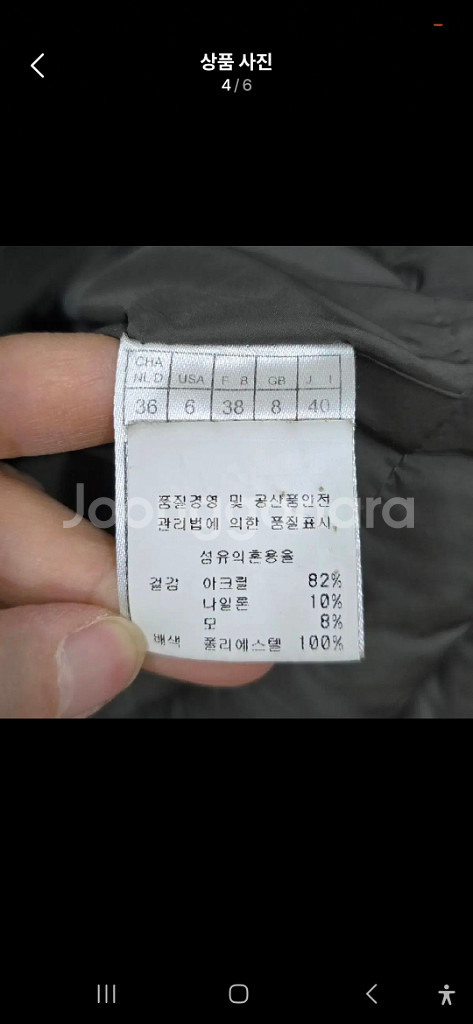 상품 사진
4/6
CHA
NL D USA F B GB J I
36 6 38 8 40
Joonggonara
품질경영 및 공산품안전
관리법에 의한 품질표시
섬유의혼용율
겉감 아크릴 82%
나일론 10%
모 8%
배색 폴리에스텔 100%